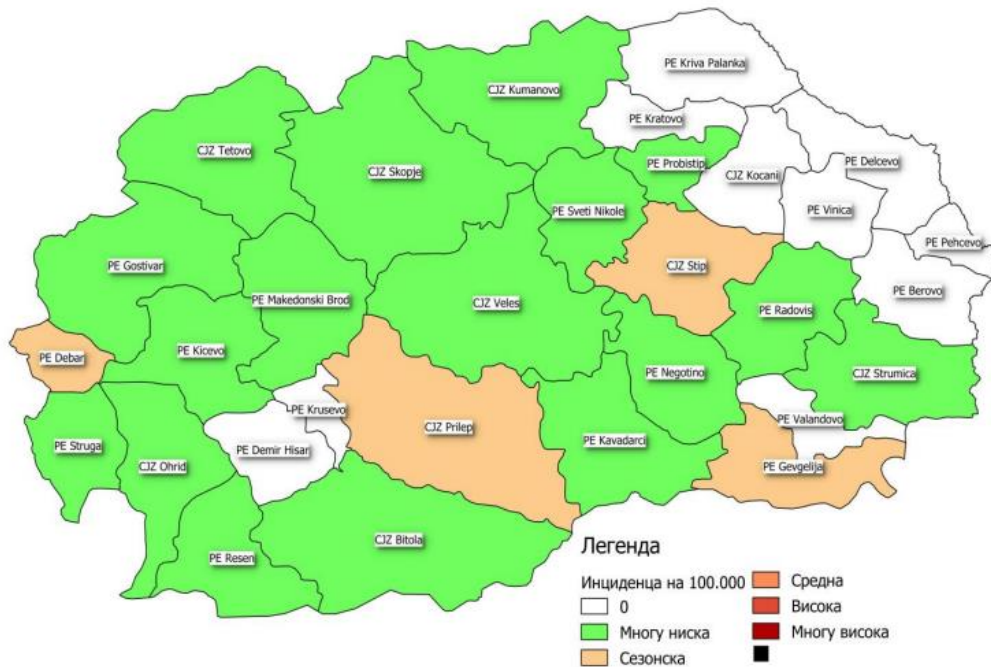 PE Kriva Palanka
CJZ Kumanovo
PE Kratovo
CJZ Tetovo
CJZ Skopje
PE Probistip
PE Delcevo
CJZ Kocani
PE Sveti Nikole
PE Vinica
PE Pehcevo
PE Gostivar
CJZ Stip
PE Makedonski Brod
CJZ Veles
PE Berovo
PE Radovis
PE Debar
PE Kicevo
PE Negotino
CJZ Strumica
PE Krusevo
PE Valandovo
CJZ Prilep
PE Struga
PE Demir Hisar
PE Kavadarci
CJZ Ohrid
PE Gevgelija
CJZ Bitola
PE Resen
Легенда
Инциденца на 100.000
0
Многу ниска
Сезонска
Средна
Висока
Многу висока